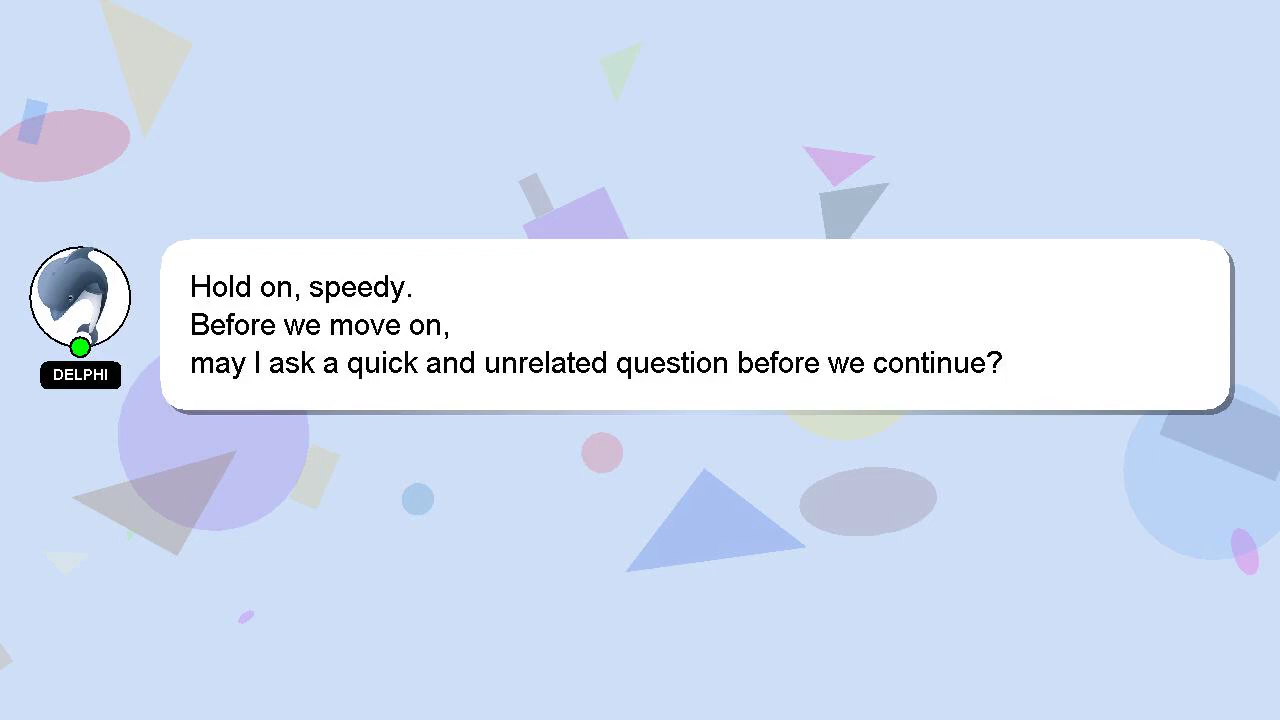 Hold on, speedy.
Before we move on,
may I ask a quick and unrelated question before we continue?
DELPHI